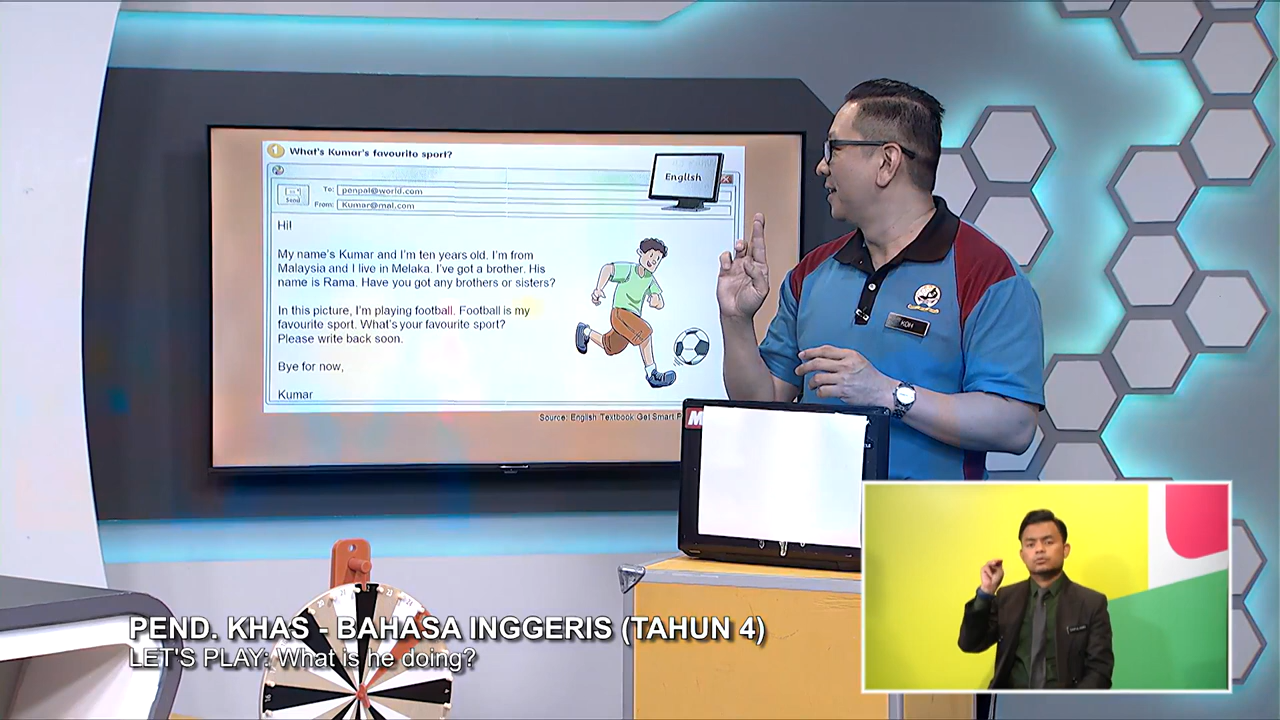 1 What's Kumar's favourite sport?
English
Send
To: penpal@world.com
From: Kumar@mal.com
Hi!
My name's Kumar and I'm ten years old. I'm from
Malaysia and I live in Melaka. I've got a brother. His
name is Rama. Have you got any brothers or sisters?
In this picture, I'm playing football. Football is my
favourite sport. What's your favourite sport?
Please write back soon.
Bye for now,
Kumar
Source: English Textbook Get Smart
KOH
PEND. KHAS - BAHASA INGGERIS (TAHUN 4)
LET'S PLAY: What is he doing?